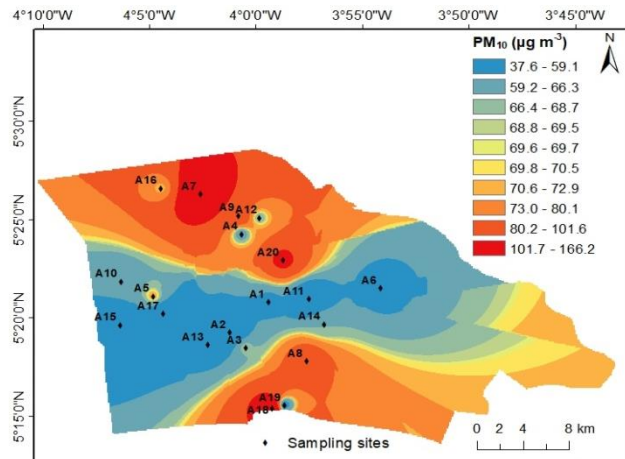 4°10'0"W 4°5'0"W 4°0'0"W 3°55'0"W 3°50'0"W 3°45'0"W
N
PM₁₀ (µg m⁻³)
37.6 - 59.1
59.2 - 66.3
66.4 - 68.7
68.8 - 69.5
69.6 - 69.7
69.8 - 70.5
70.6 - 72.9
73.0 - 80.1
80.2 - 101.6
101.7 - 166.2
5°30'0"N
5°25'0"N
5°20'0"N
5°15'0"N
A16
A7
A9 A12
A4
A20
A10
A5
A6
A17
A1
A11
A15
A2
A14
A13
A3
A8
A19
A18
Sampling sites
0 2 4 8 km